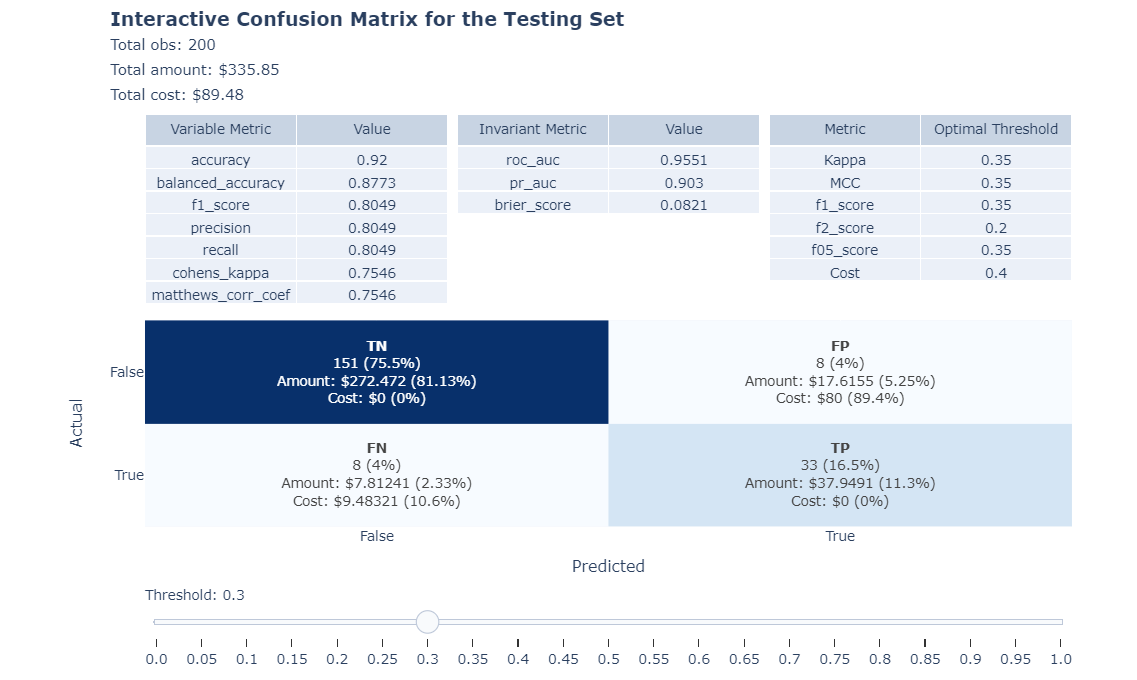 Interactive Confusion Matrix for the Testing Set
Total obs: 200
Total amount: $335.85
Total cost: $89.48
Variable Metric Value
accuracy 0.92
balanced_accuracy 0.8773
f1_score 0.8049
precision 0.8049
recall 0.8049
cohens_kappa 0.7546
matthews_corr_coef 0.7546
Invariant Metric Value
roc_auc 0.9551
pr_auc 0.903
brier_score 0.0821
Metric Optimal Threshold
Kappa 0.35
MCC 0.35
f1_score 0.35
f2_score 0.2
f05_score 0.35
Cost 0.4
Actual
False
TN
151 (75.5%)
Amount: $272.472 (81.13%)
Cost: $0 (0%)
FP
8 (4%)
Amount: $17.6155 (5.25%)
Cost: $80 (89.4%)
True
FN
8 (4%)
Amount: $7.81241 (2.33%)
Cost: $9.48321 (10.6%)
TP
33 (16.5%)
Amount: $37.9491 (11.3%)
Cost: $0 (0%)
False True
Predicted
Threshold: 0.3
0.0 0.05 0.1 0.15 0.2 0.25 0.3 0.35 0.4 0.45 0.5 0.55 0.6 0.65 0.7 0.75 0.8 0.85 0.9 0.95 1.0